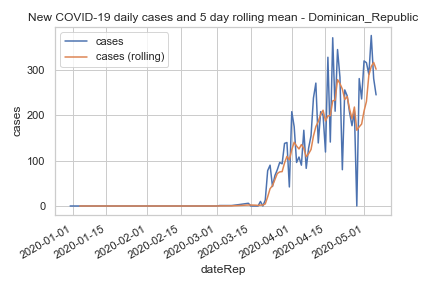 New COVID-19 daily cases and 5 day rolling mean - Dominican_Republic
cases
cases (rolling)
300
200
100
0
cases
2020-01-01
2020-01-15
2020-02-01
2020-02-15
2020-03-01
2020-03-15
2020-04-01
2020-04-15
2020-05-01
dateRep